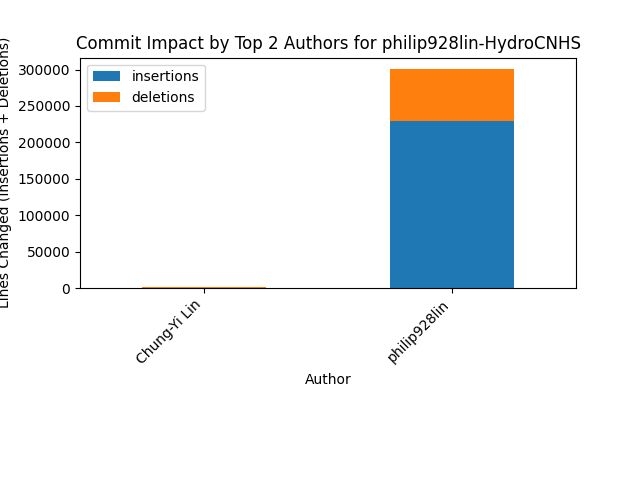 Commit Impact by Top 2 Authors for philip928lin-HydroCNHS
Lines Changed (Insertions + Deletions)
300000
250000
200000
150000
100000
50000
0
insertions
deletions
Chung-Yi Lin
philip928lin
Author